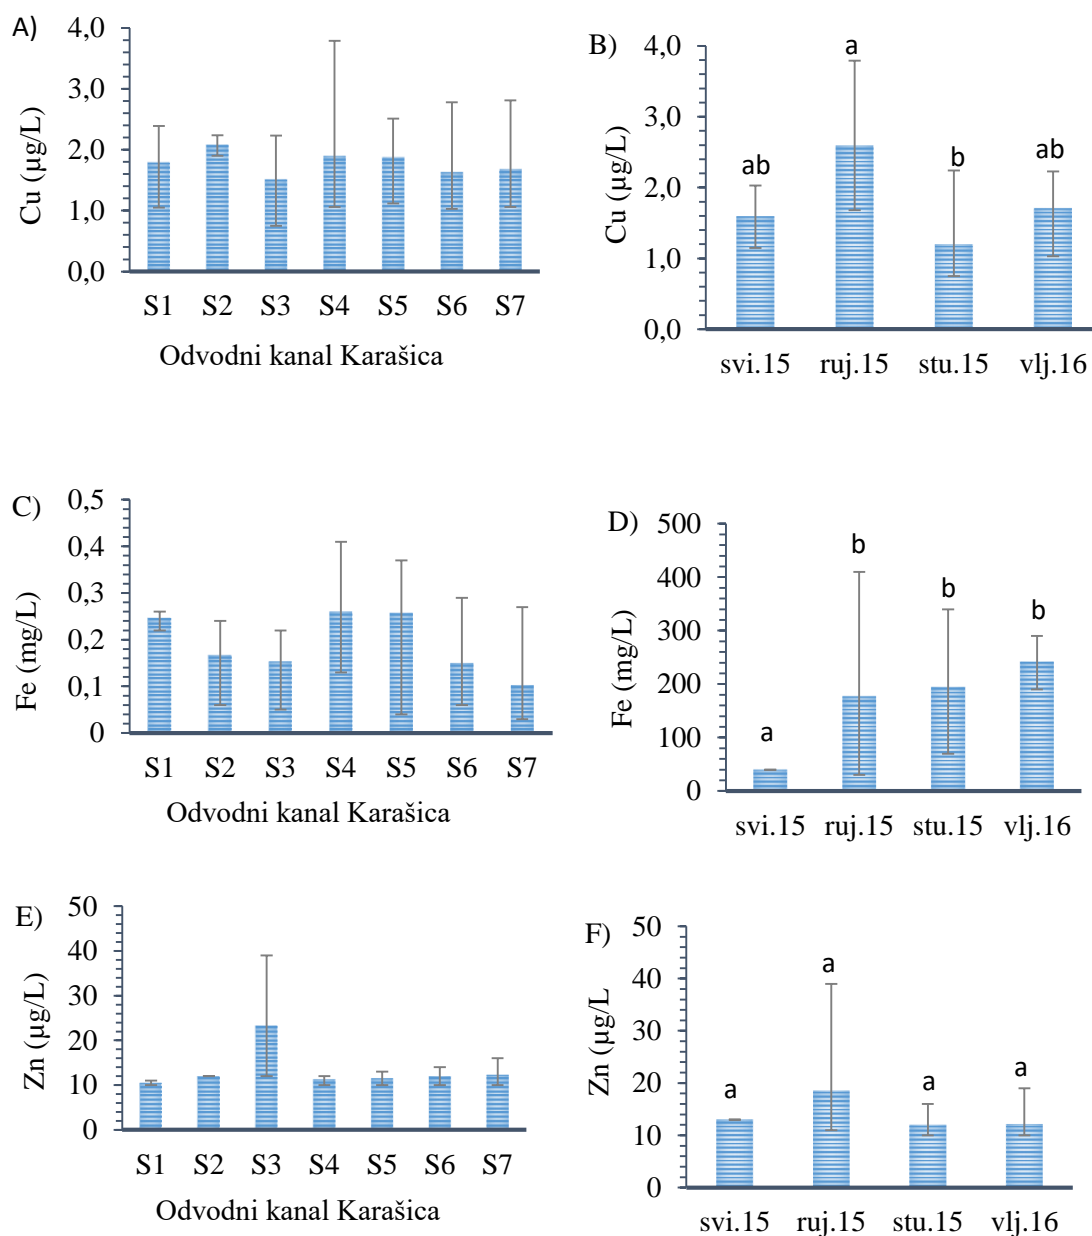 A)
Cu (µg/L)
4,0
3,0
2,0
1,0
0,0
S1 S2 S3 S4 S5 S6 S7
Odvodni kanal Karašica
B)
Cu (µg/L)
4,0
3,0
2,0
1,0
0,0
ab a b ab
svi.15 ruj.15 stu.15 vlj.16
C)
Fe (mg/L)
0,5
0,4
0,3
0,2
0,1
0
S1 S2 S3 S4 S5 S6 S7
Odvodni kanal Karašica
D)
Fe (mg/L)
500
400
300
200
100
0
a b b b
svi.15 ruj.15 stu.15 vlj.16
E)
Zn (µg/L)
50
40
30
20
10
0
S1 S2 S3 S4 S5 S6 S7
Odvodni kanal Karašica
F)
Zn (µg/L
50
40
30
20
10
0
a a a a
svi.15 ruj.15 stu.15 vlj.16